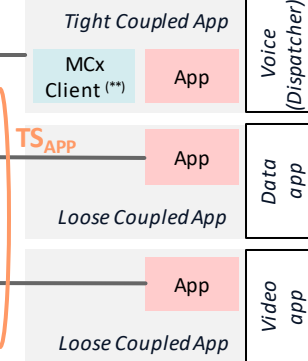 Tight Coupled App
MCx
Client (**)
App
Voice
(Dispatcher)
TS_APP
App
Loose Coupled App
Data
app
App
Loose Coupled App
Video
app